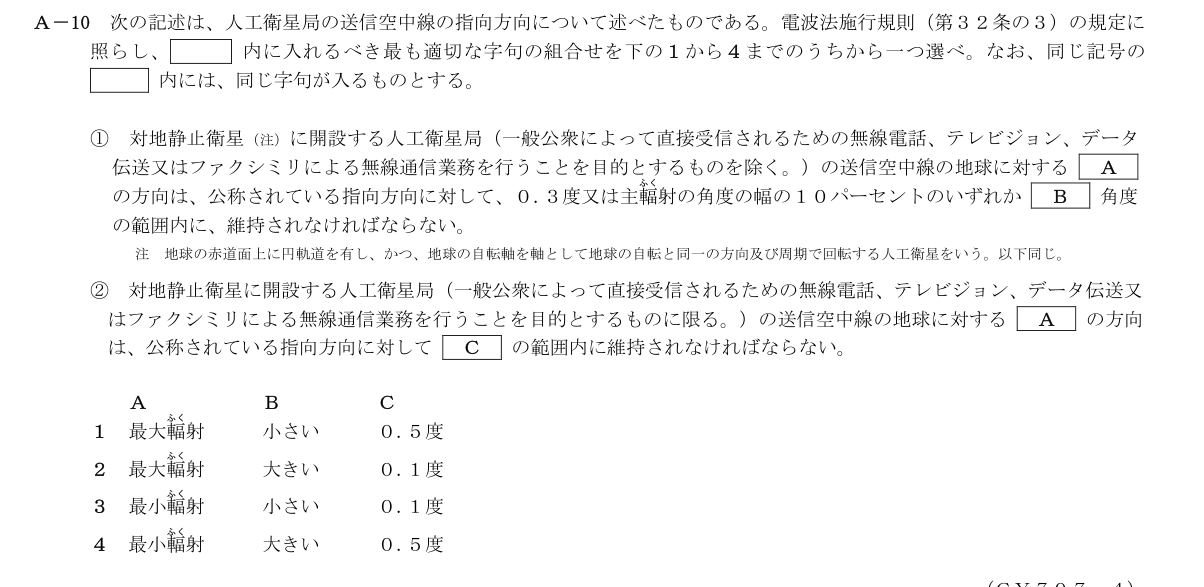 A－10 次の記述は、人工衛星局の送信空中線の指向方向について述べたものである。電波法施行規則（第３２条の３）の規定に
照らし、 内に入れるべき最も適切な字句の組合せを下の1から4までのうちから一つ選べ。なお、同じ記号の
内には、同じ字句が入るものとする。
① 対地静止衛星（注）に開設する人工衛星局（一般公衆によって直接受信されるための無線電話、テレビジョン、データ
伝送又はファクシミリによる無線通信業務を行うことを目的とするものを除く。）の送信空中線の地球に対する A
ふく
の方向は、公称されている指向方向に対して、０.３度又は主輻射の角度の幅の１０パーセントのいずれか B 角度
の範囲内に、維持されなければならない。
注 地球の赤道面上に円軌道を有し、かつ、地球の自転軸を軸として地球の自転と同一の方向及び周期で回転する人工衛星をいう。以下同じ。
② 対地静止衛星に開設する人工衛星局（一般公衆によって直接受信されるための無線電話、テレビジョン、データ伝送又
はファクシミリによる無線通信業務を行うことを目的とするものに限る。）の送信空中線の地球に対する A の方向
は、公称されている指向方向に対して C の範囲内に維持されなければならない。
A B C
ふく
1 最大輻射 小さい ０.５度
ふく
2 最大輻射 大きい ０.１度
ふく
3 最小輻射 小さい ０.１度
ふく
4 最小輻射 大きい ０.５度